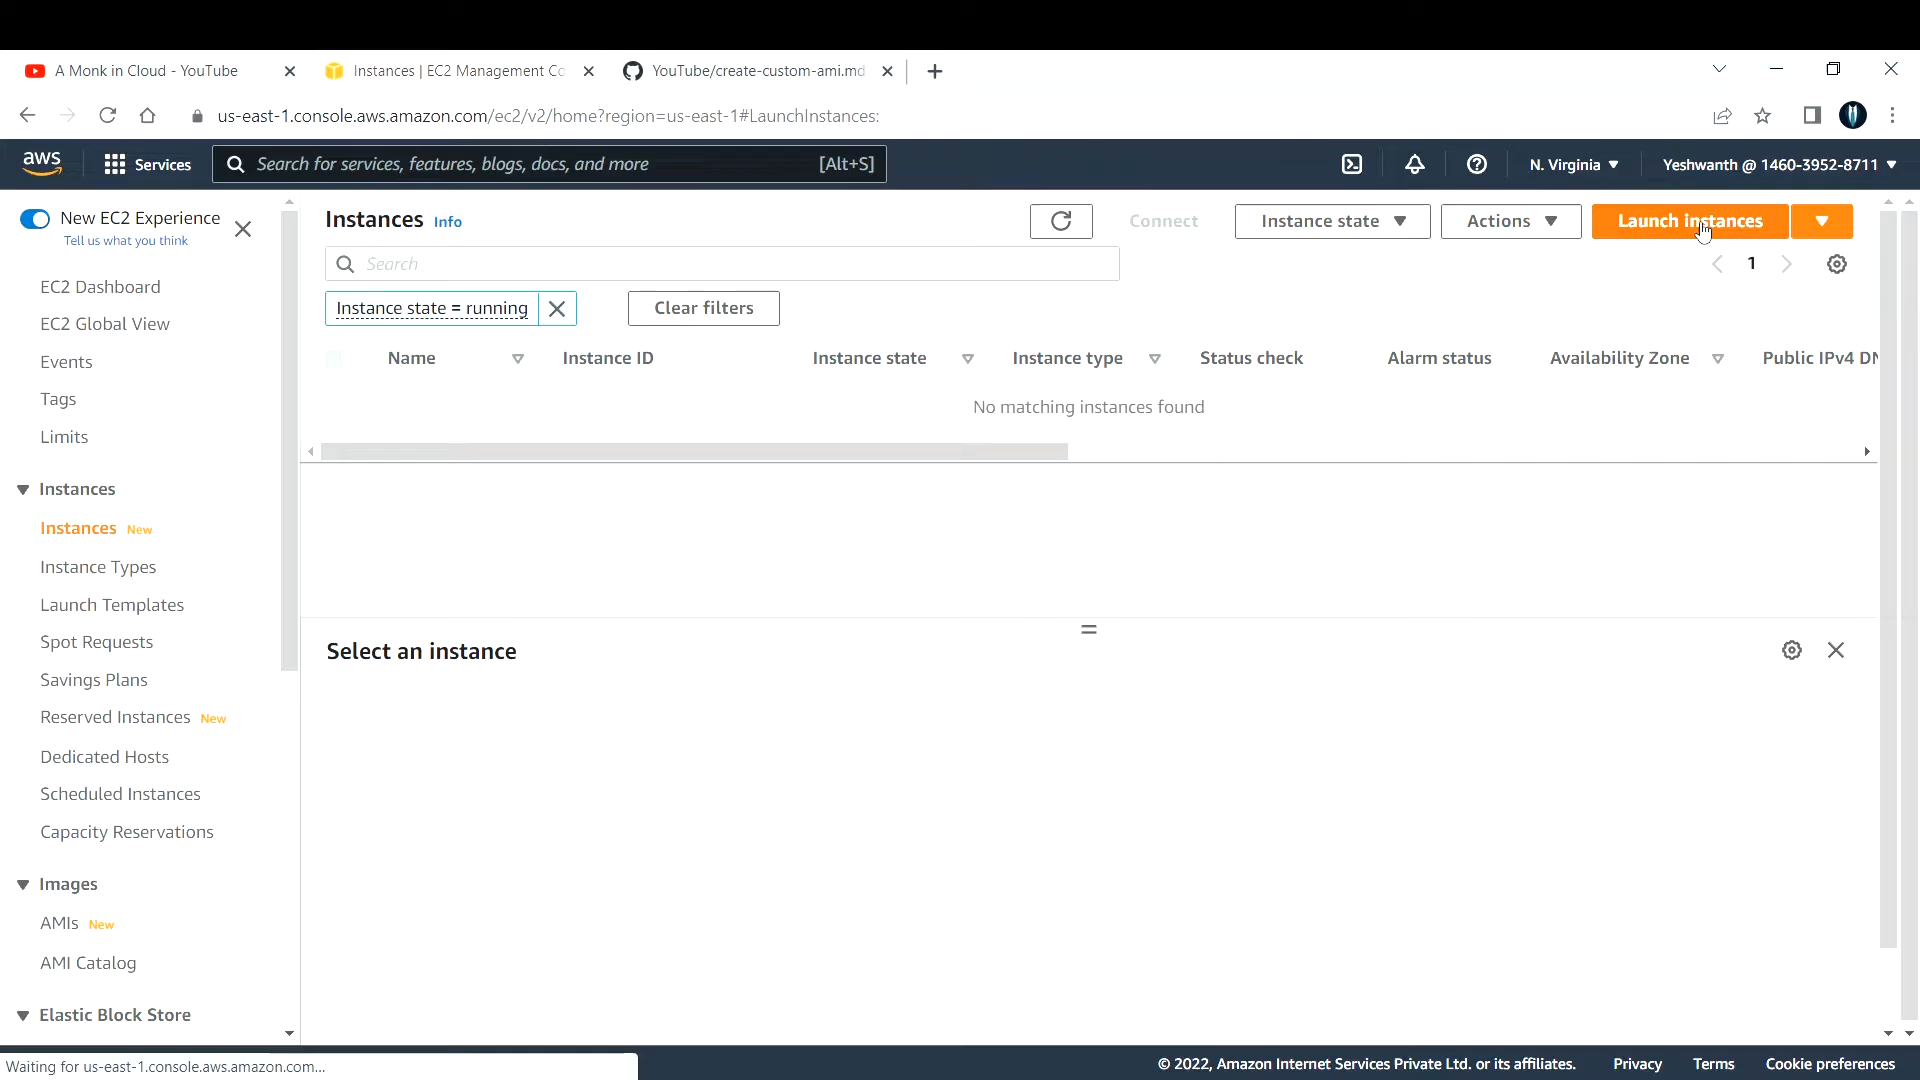 A Monk in Cloud - YouTube
Instances | EC2 Management Co
YouTube/create-custom-ami.md
us-east-1.console.aws.amazon.com/ec2/v2/home?region=us-east-1#LaunchInstances:
aws
Services
Search for services, features, blogs, docs, and more
[Alt+S]
N. Virginia
Yeshwanth @ 1460-3952-8711
New EC2 Experience
Tell us what you think
EC2 Dashboard
EC2 Global View
Events
Tags
Limits
Instances
Instances New
Instance Types
Launch Templates
Spot Requests
Savings Plans
Reserved Instances New
Dedicated Hosts
Scheduled Instances
Capacity Reservations
Images
AMIs New
AMI Catalog
Elastic Block Store
Instances Info
Connect
Instance state
Actions
Launch instances
Search
1
Instance state = running
Clear filters
Name
Instance ID
Instance state
Instance type
Status check
Alarm status
Availability Zone
Public IPv4 DN
No matching instances found
Select an instance
Waiting for us-east-1.console.aws.amazon.com...
© 2022, Amazon Internet Services Private Ltd. or its affiliates.
Privacy
Terms
Cookie preferences